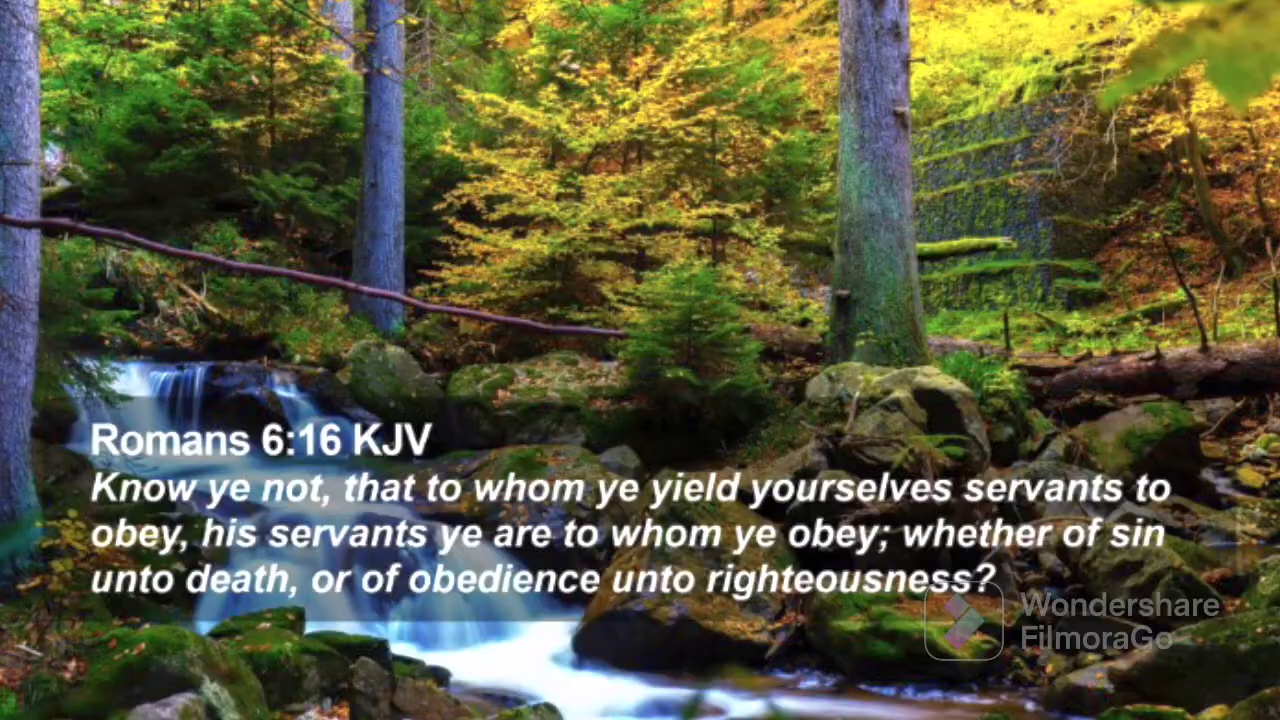 Romans 6:16 KJV
Know ye not, that to whom ye yield yourselves servants to
obey, his servants ye are to whom ye obey; whether of sin
unto death, or of obedience unto righteousness?
Wondershare
FilmoraGo